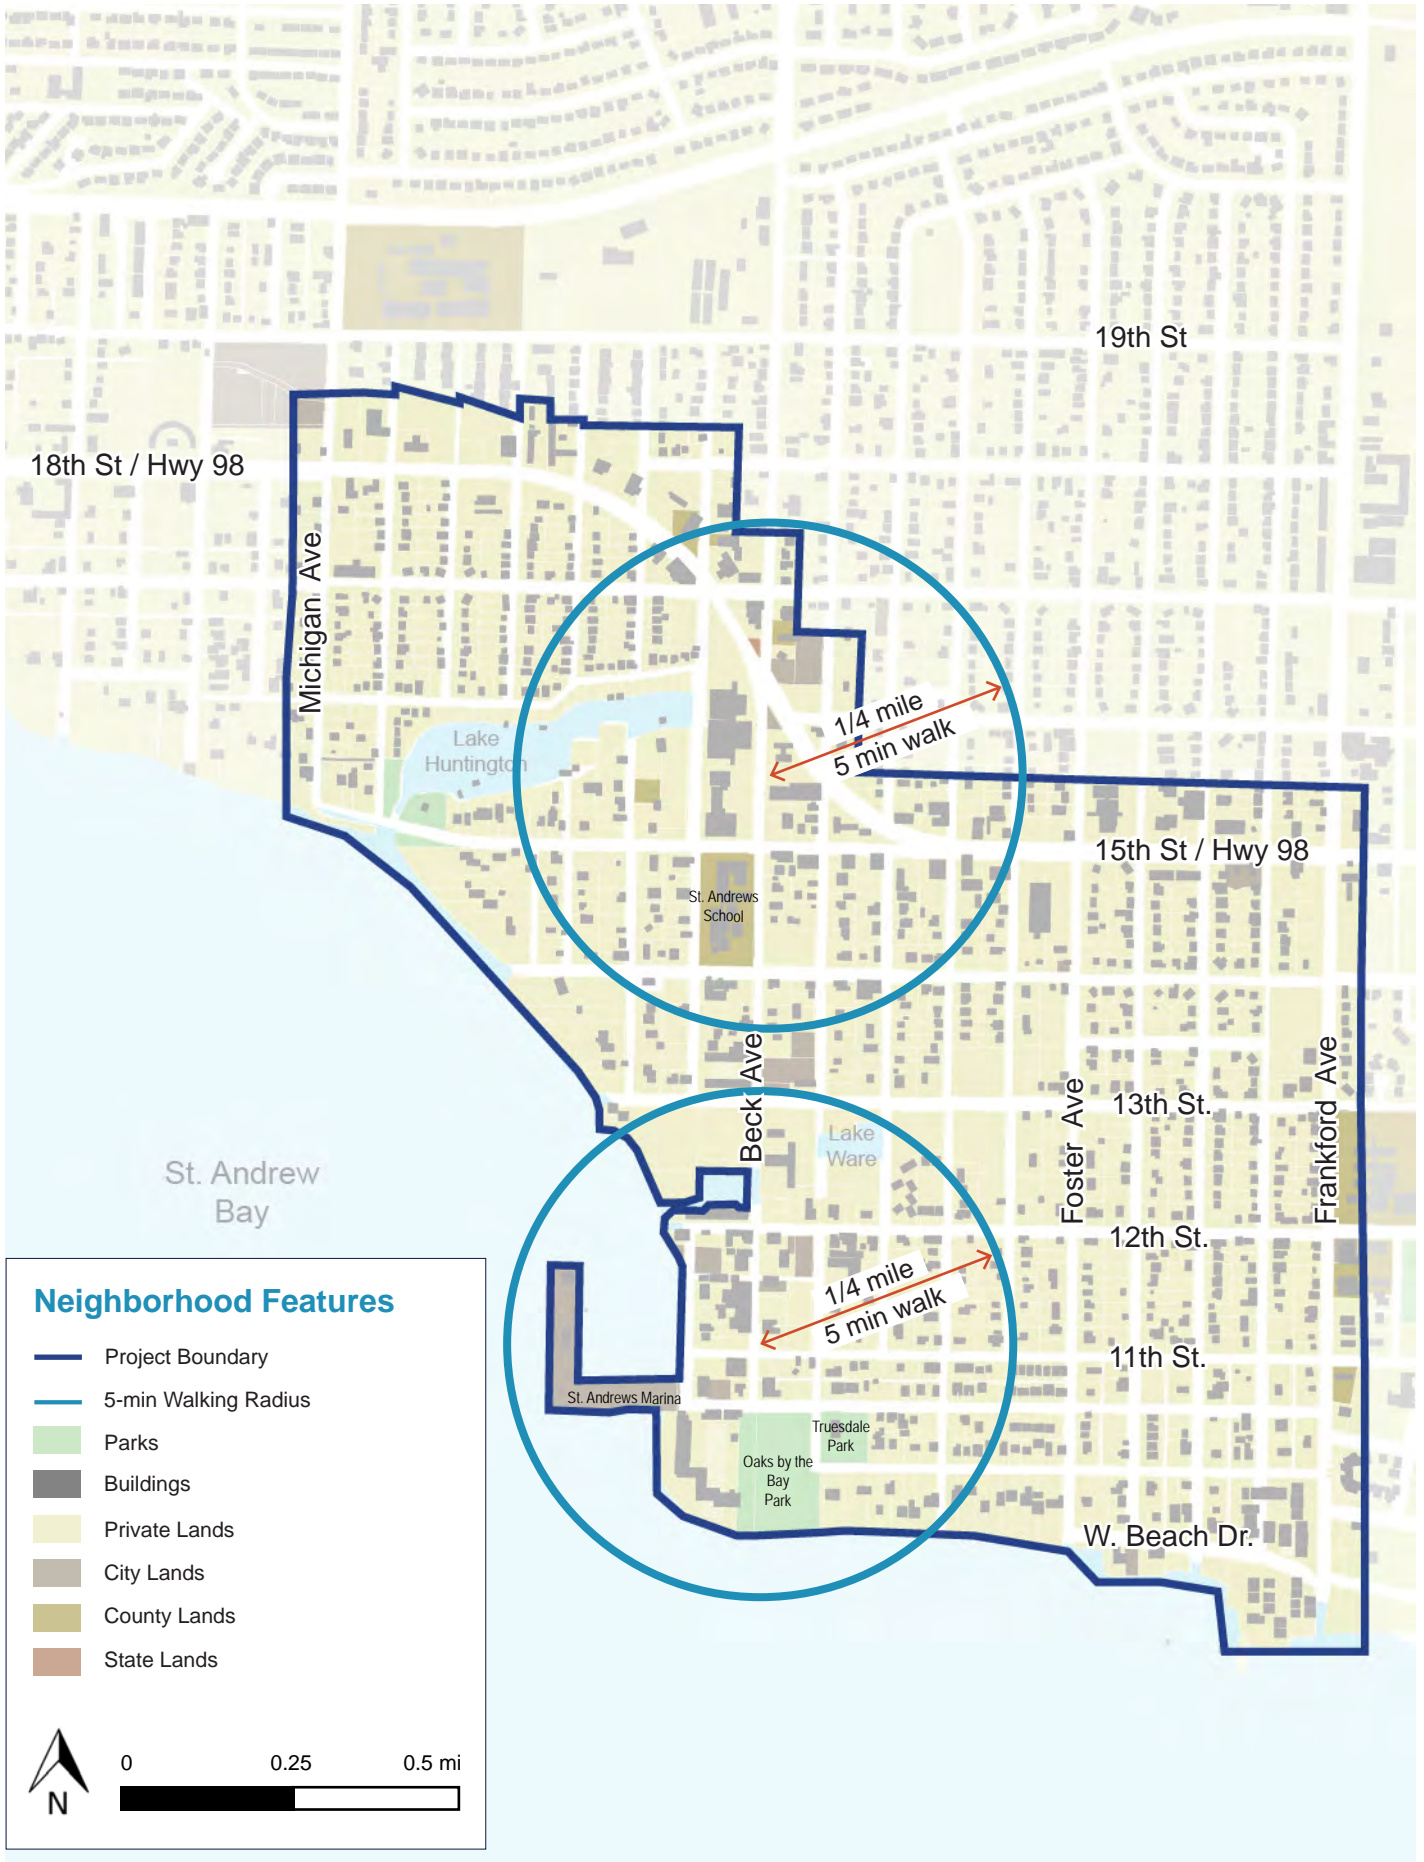 19th St
18th St / Hwy 98
Michigan Ave
1/4 mile
5 min walk
Lake
Huntington
15th St / Hwy 98
St. Andrews
School
Beck Ave
Foster Ave
Frankford Ave
13th St.
Lake
Ware
St. Andrew
Bay
12th St.
1/4 mile
5 min walk
11th St.
St. Andrews Marina
Truesdale
Park
Oaks by the
Bay
Park
W. Beach Dr.
Neighborhood Features
Project Boundary
5-min Walking Radius
Parks
Buildings
Private Lands
City Lands
County Lands
State Lands
N
0 0.25 0.5 mi